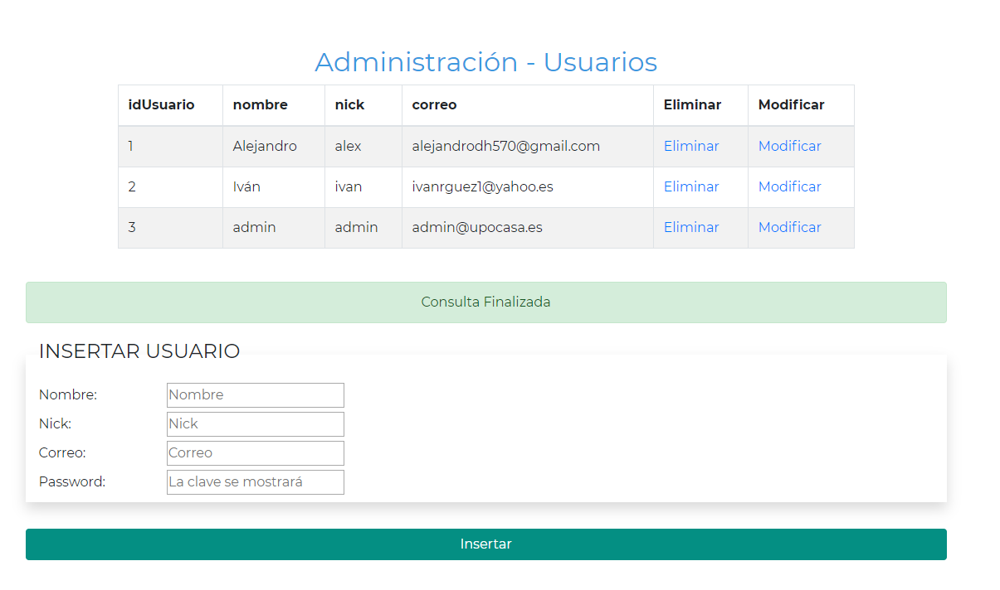 Administración - Usuarios
idUsuario nombre nick correo Eliminar Modificar
1 Alejandro alex alejandrodh570@gmail.com Eliminar Modificar
2 Iván ivan ivanrguez1@yahoo.es Eliminar Modificar
3 admin admin admin@upocasa.es Eliminar Modificar
Consulta Finalizada
INSERTAR USUARIO
Nombre: Nombre
Nick: Nick
Correo: Correo
Password: La clave se mostrará
Insertar